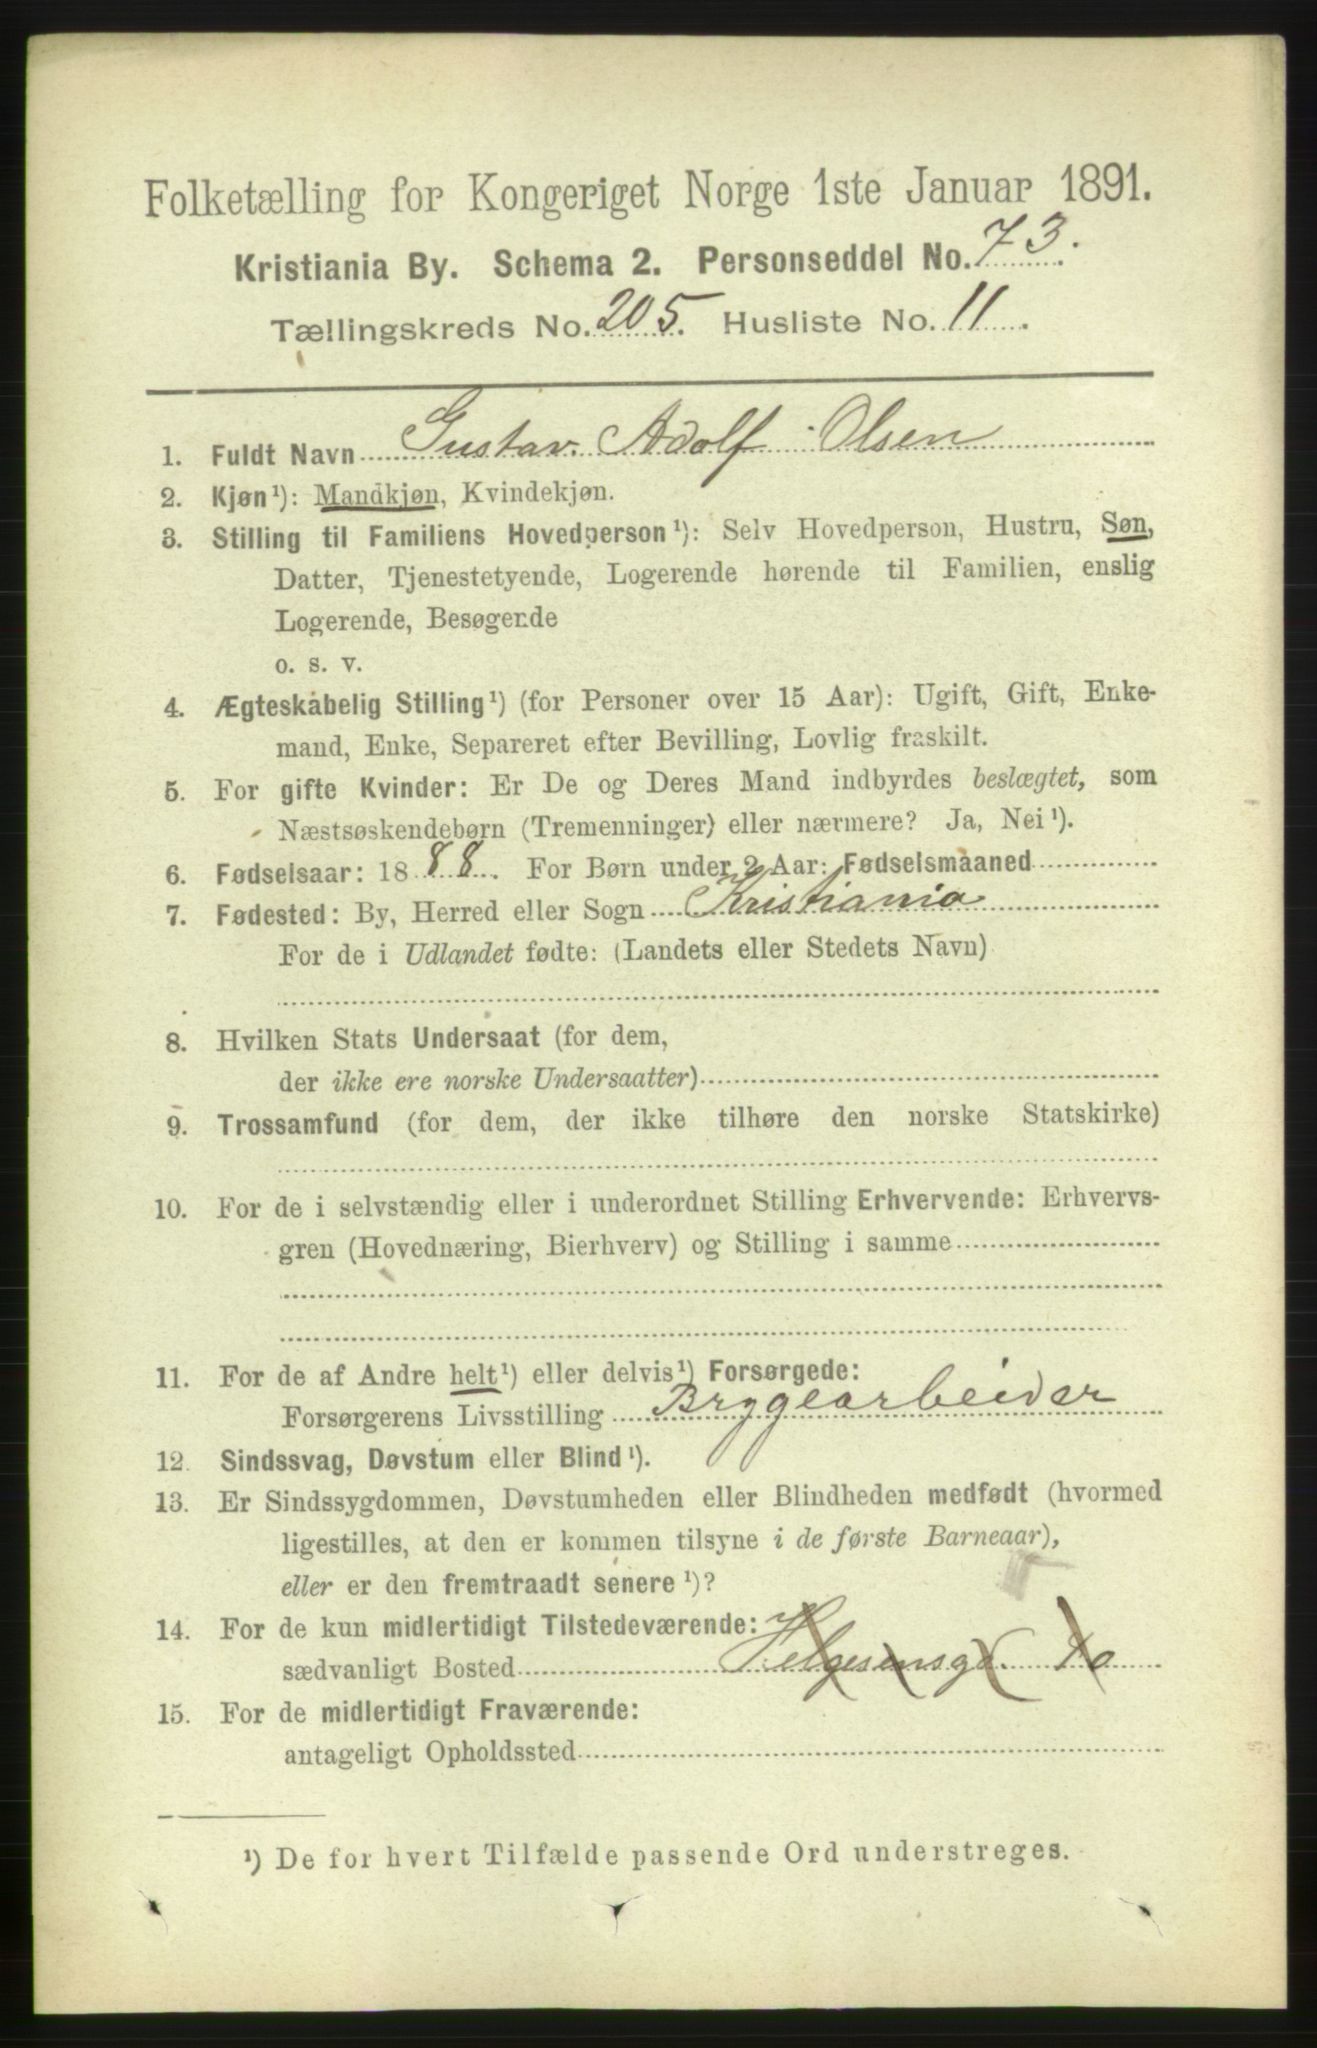 Folketælling for Kongeriget Norge 1ste Januar 1891.
Kristiania By. Schema 2. Personseddel No. 73.
Tællingskreds No. 205. Husliste No. 11.
1. Fuldt Navn Gustav Adolf Olsen
2. Kjøn¹): Mandkjøn, Kvindekjøn.
3. Stilling til Familiens Hovedperson¹): Selv Hovedperson, Hustru, Søn,
Datter, Tjenestetyende, Logerende hørende til Familien, enslig
Logerende, Besøgende
o. s. v.
4. Ægteskabelig Stilling¹) (for Personer over 15 Aar): Ugift, Gift, Enke-
mand, Enke, Separeret efter Bevilling, Lovlig fraskilt.
5. For gifte Kvinder: Er De og Deres Mand indbyrdes beslægtet, som
Næstsøskendebørn (Tremenninger) eller nærmere? Ja, Nei¹).
6. Fødselsaar: 1888. For Børn under 2 Aar: Fødselsmaaned
7. Fødested: By, Herred eller Sogn Kristiania
For de i Udlandet fødte: (Landets eller Stedets Navn)
8. Hvilken Stats Undersaat (for dem,
der ikke ere norske Undersaatter)
9. Trossamfund (for dem, der ikke tilhøre den norske Statskirke)
10. For de i selvstændig eller i underordnet Stilling Erhvervende: Erhvervs-
gren (Hovednæring, Bierhverv) og Stilling i samme
11. For de af Andre helt¹) eller delvis¹) Forsørgede:
Forsørgerens Livsstilling Bryggearbeider
12. Sindssvag, Døvstum eller Blind¹).
13. Er Sindssygdommen, Døvstumheden eller Blindheden medfødt (hvormed
ligestilles, at den er kommen tilsyne i de første Barneaar),
eller er den fremtraadt senere¹)?
14. For de kun midlertidigt Tilstedeværende:
sædvanligt Bosted Helgesensgd.
15. For de midlertidigt Fraværende:
antageligt Opholdssted
¹) De for hvert Tilfælde passende Ord understreges.